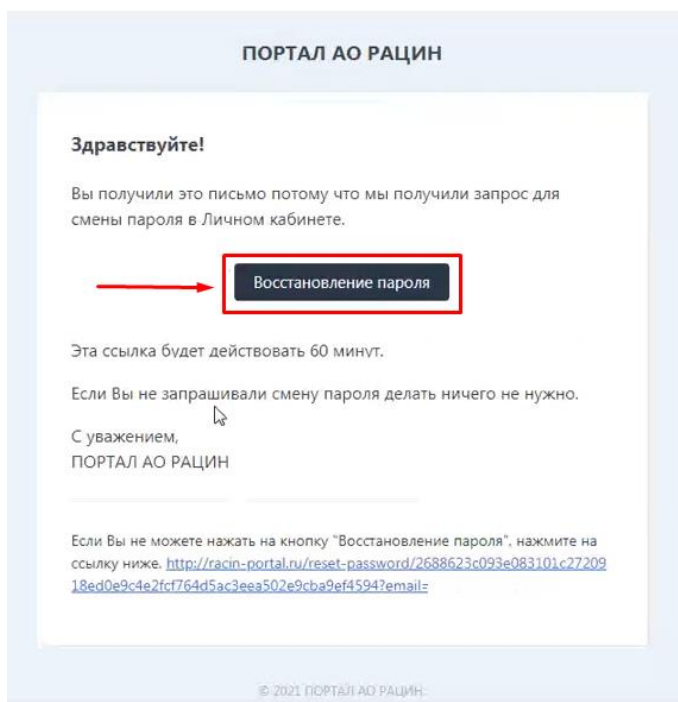 ПОРТАЛ АО РАЦИН
Здравствуйте!
Вы получили это письмо потому что мы получили запрос для
смены пароля в Личном кабинете.
Восстановление пароля
Эта ссылка будет действовать 60 минут.
Если Вы не запрашивали смену пароля делать ничего не нужно.
С уважением,
ПОРТАЛ АО РАЦИН
Если Вы не можете нажать на кнопку "Восстановление пароля", нажмите на
ссылку ниже. http://racin-portal.ru/reset-password/2688623c093e083101c27209
18ed0e9c4e2fcf764d5ac3eea502e9cba9ef4594?email=
© 2021 ПОРТАЛ АО РАЦИН.